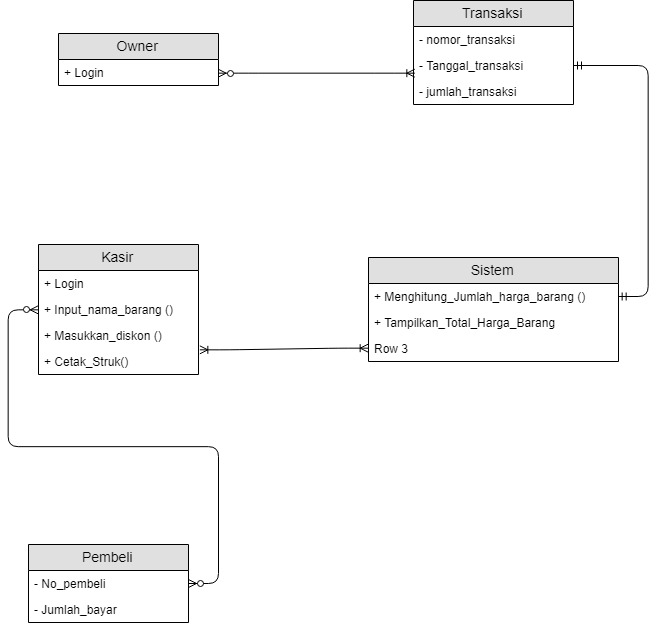 Transaksi
- nomor_transaksi
- Tanggal_transaksi
- jumlah_transaksi
Owner
+ Login
Kasir
+ Login
+ Input_nama_barang ()
+ Masukkan_diskon ()
+ Cetak_Struk()
Sistem
+ Menghitung_Jumlah_harga_barang ()
+ Tampilkan_Total_Harga_Barang
Row 3
Pembeli
- No_pembeli
- Jumlah_bayar